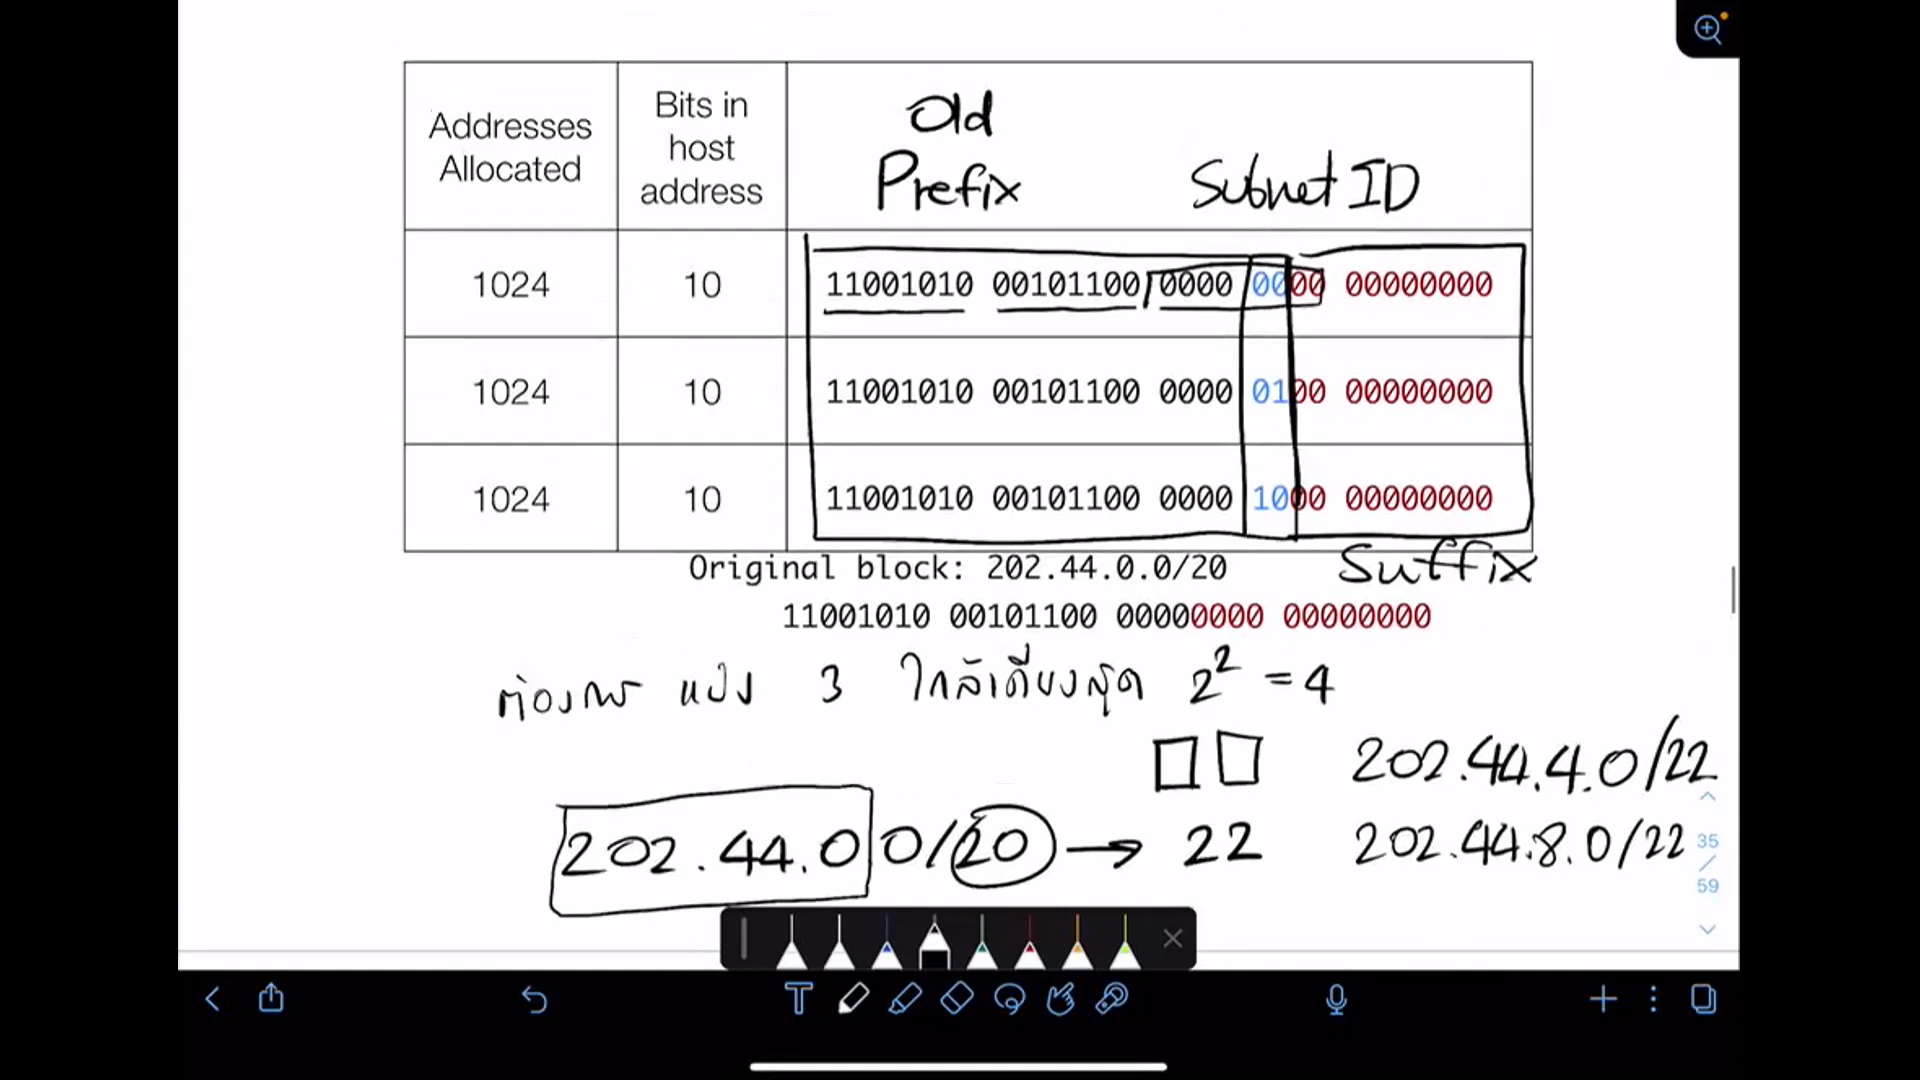 Addresses Allocated
Bits in host address
Old Prefix
Subnet ID
1024 10 11001010 00101100 0000 0000 00000000
1024 10 11001010 00101100 0000 0100 00000000
1024 10 11001010 00101100 0000 1000 00000000
Original block: 202.44.0.0/20
Suffix
11001010 00101100 00000000 00000000
ต้องการ แบ่ง 3 ใกล้เคียงสุด 2² = 4
202.44.4.0/22
202.44.0 0/20 → 22
202.44.8.0/22
35
/
59
T